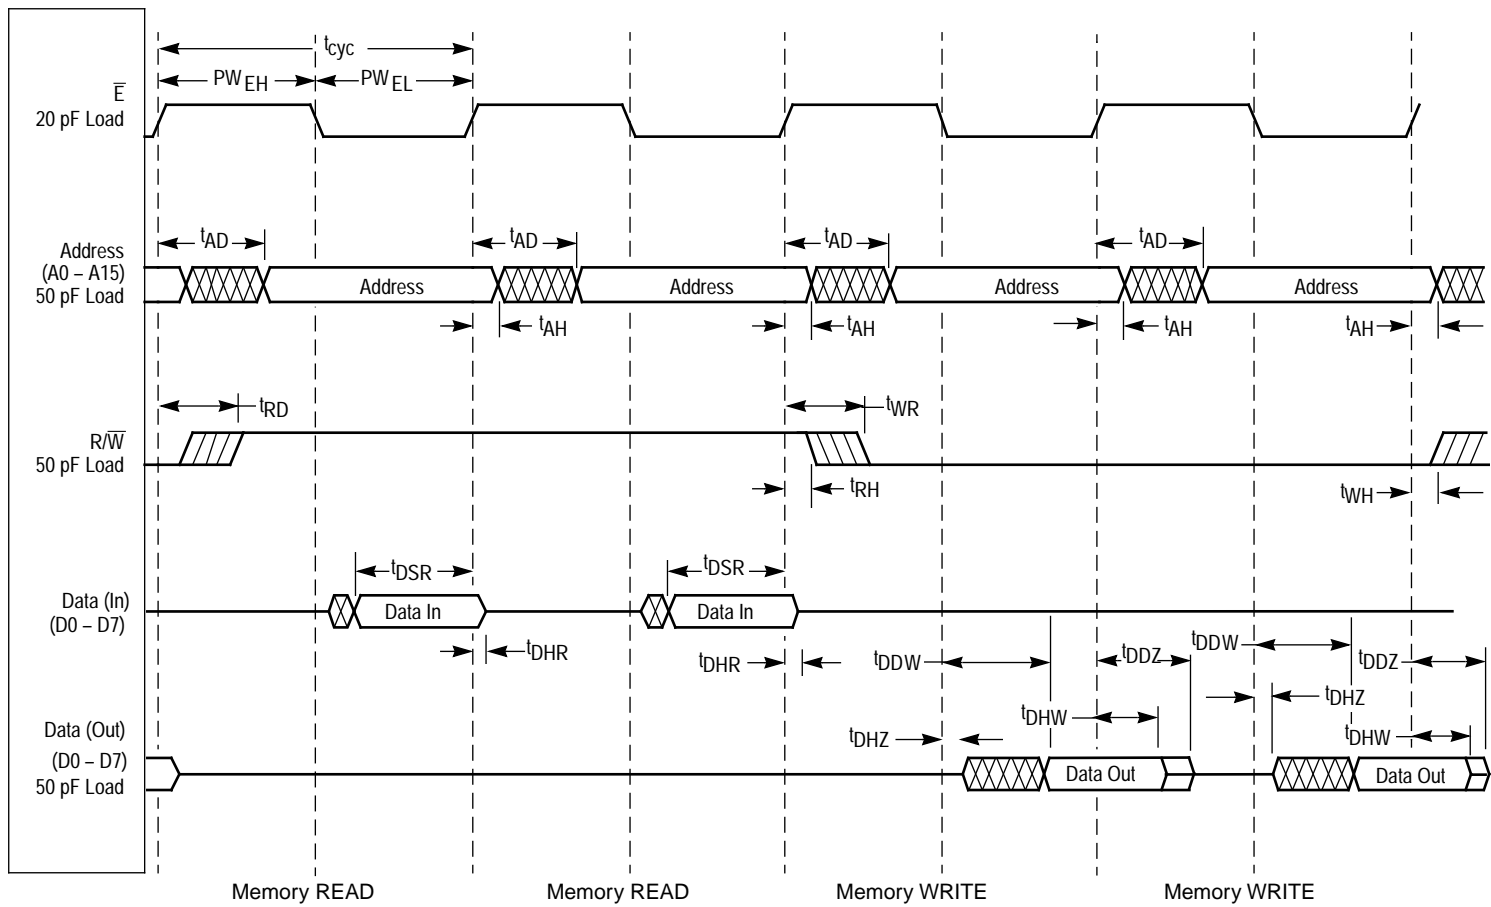 tcyc
PWEH
PWEL
E
20 pF Load
tAD
tAD
tAD
tAD
Address
(A0 – A15)
50 pF Load
Address
Address
Address
Address
tAH
tAH
tAH
tAH
tRD
tWR
R/W
50 pF Load
tRH
tWH
tDSR
tDSR
Data (In)
(D0 – D7)
Data In
Data In
tDHR
tDHR
tDDW
tDDZ
tDDW
tDDZ
tDHZ
tDHW
tDHZ
tDHW
Data (Out)
(D0 – D7)
50 pF Load
Data Out
Data Out
Memory READ
Memory READ
Memory WRITE
Memory WRITE